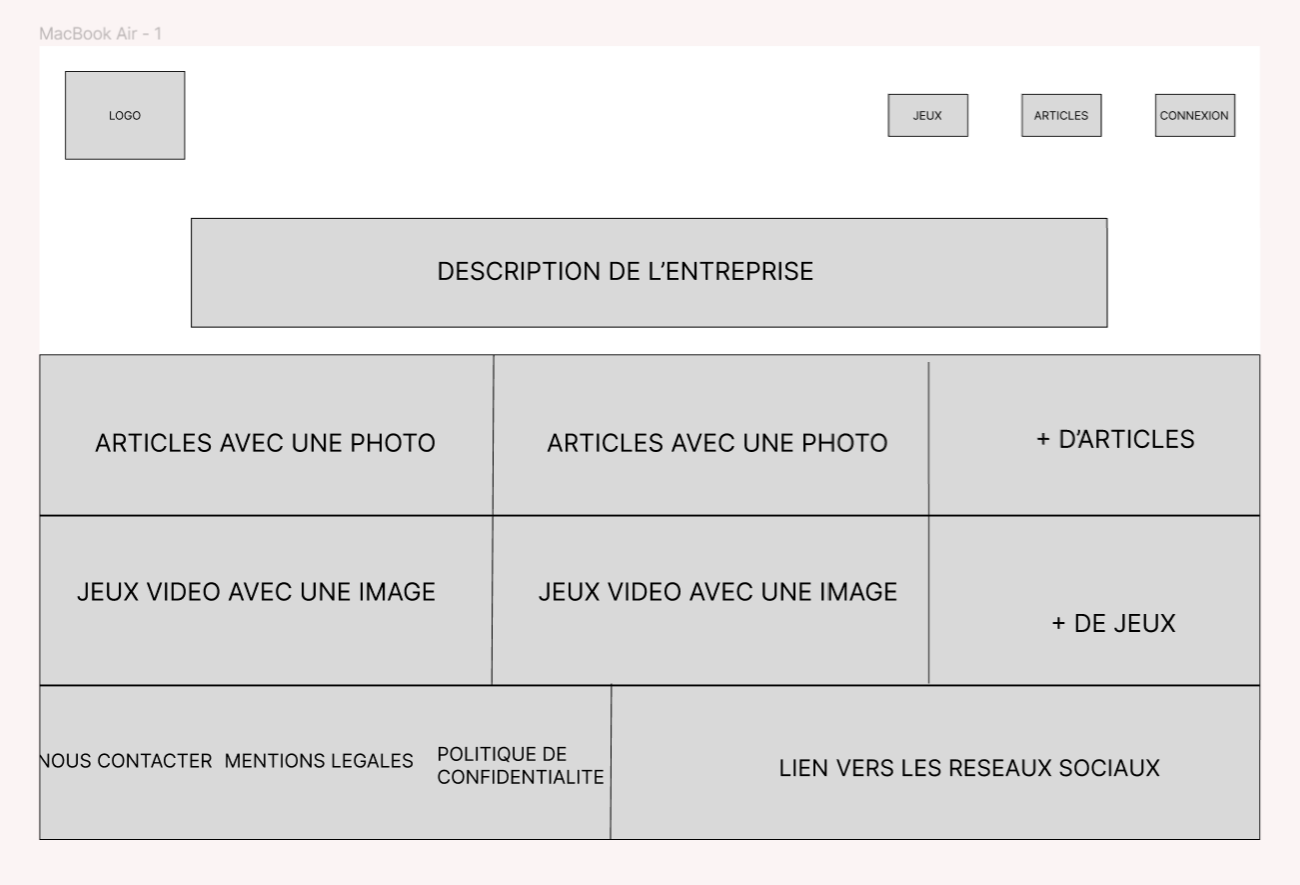 MacBook Air - 1
LOGO
JEUX
ARTICLES
CONNEXION
DESCRIPTION DE L’ENTREPRISE
ARTICLES AVEC UNE PHOTO
ARTICLES AVEC UNE PHOTO
+ D’ARTICLES
JEUX VIDEO AVEC UNE IMAGE
JEUX VIDEO AVEC UNE IMAGE
+ DE JEUX
NOUS CONTACTER
MENTIONS LEGALES
POLITIQUE DE
CONFIDENTIALITE
LIEN VERS LES RESEAUX SOCIAUX